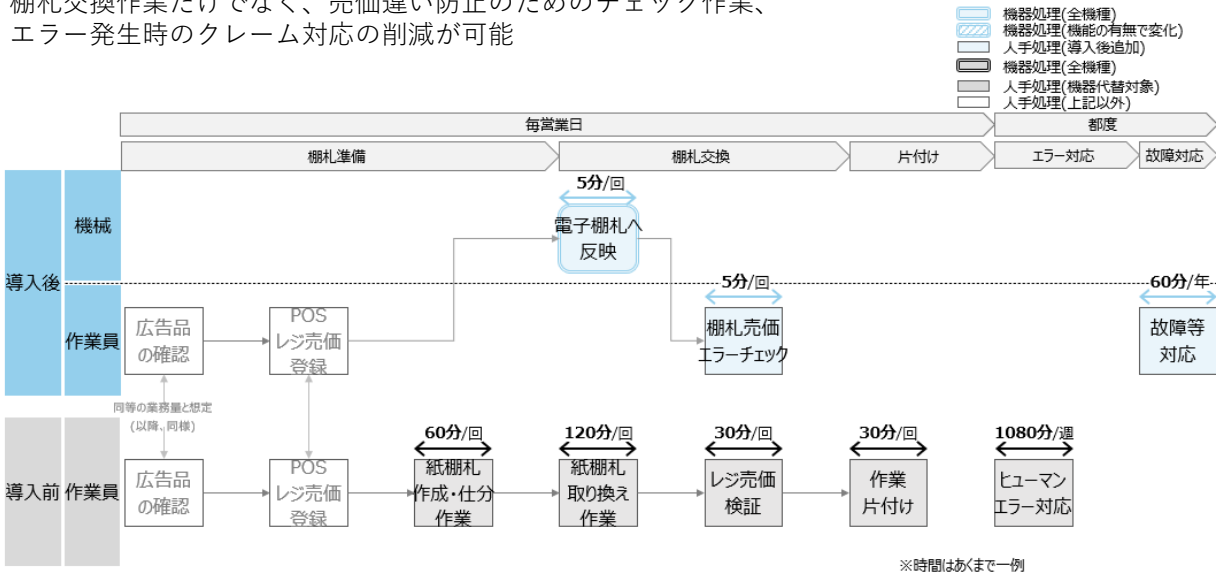 棚札交換作業だけでなく、売価違い防止のためのチェック作業、
エラー発生時のクレーム対応の削減が可能
機器処理(全機種)
機器処理(機能の有無で変化)
人手処理(導入後追加)
機器処理(全機種)
人手処理(機器代替対象)
人手処理(上記以外)
毎営業日
都度
棚札準備
棚札交換
片付け
エラー対応
故障対応
導入後
機械
5分/回
電子棚札へ
反映
作業員
広告品
の確認
POS
レジ売価
登録
5分/回
棚札売価
エラーチェック
60分/年
故障等
対応
同等の業務量と想定
(以降、同様)
導入前
作業員
広告品
の確認
POS
レジ売価
登録
60分/回
紙棚札
作成・仕分
作業
120分/回
紙棚札
取り換え
作業
30分/回
レジ売価
検証
30分/回
作業
片付け
1080分/週
ヒューマン
エラー対応
※時間はあくまで一例